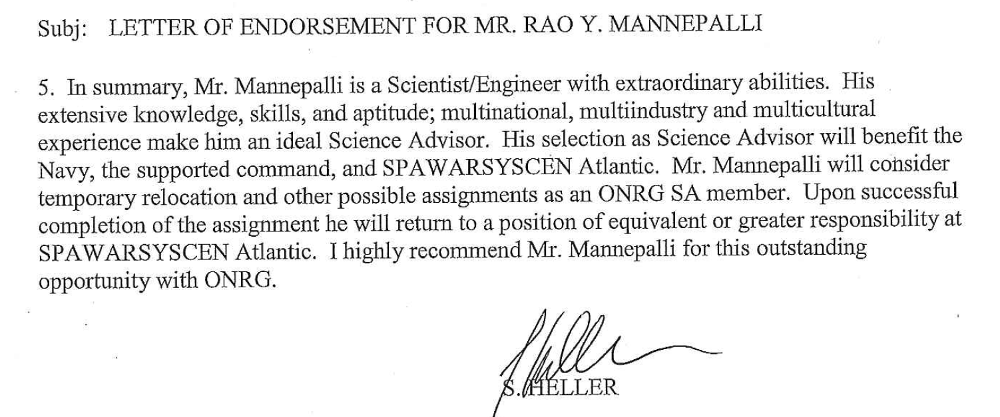 Subj: LETTER OF ENDORSEMENT FOR MR. RAO Y. MANNEPALLI
5. In summary, Mr. Mannepalli is a Scientist/Engineer with extraordinary abilities. His
extensive knowledge, skills, and aptitude; multinational, multiindustry and multicultural
experience make him an ideal Science Advisor. His selection as Science Advisor will benefit the
Navy, the supported command, and SPAWARSYSCEN Atlantic. Mr. Mannepalli will consider
temporary relocation and other possible assignments as an ONRG SA member. Upon successful
completion of the assignment he will return to a position of equivalent or greater responsibility at
SPAWARSYSCEN Atlantic. I highly recommend Mr. Mannepalli for this outstanding
opportunity with ONRG.
S. HELLER